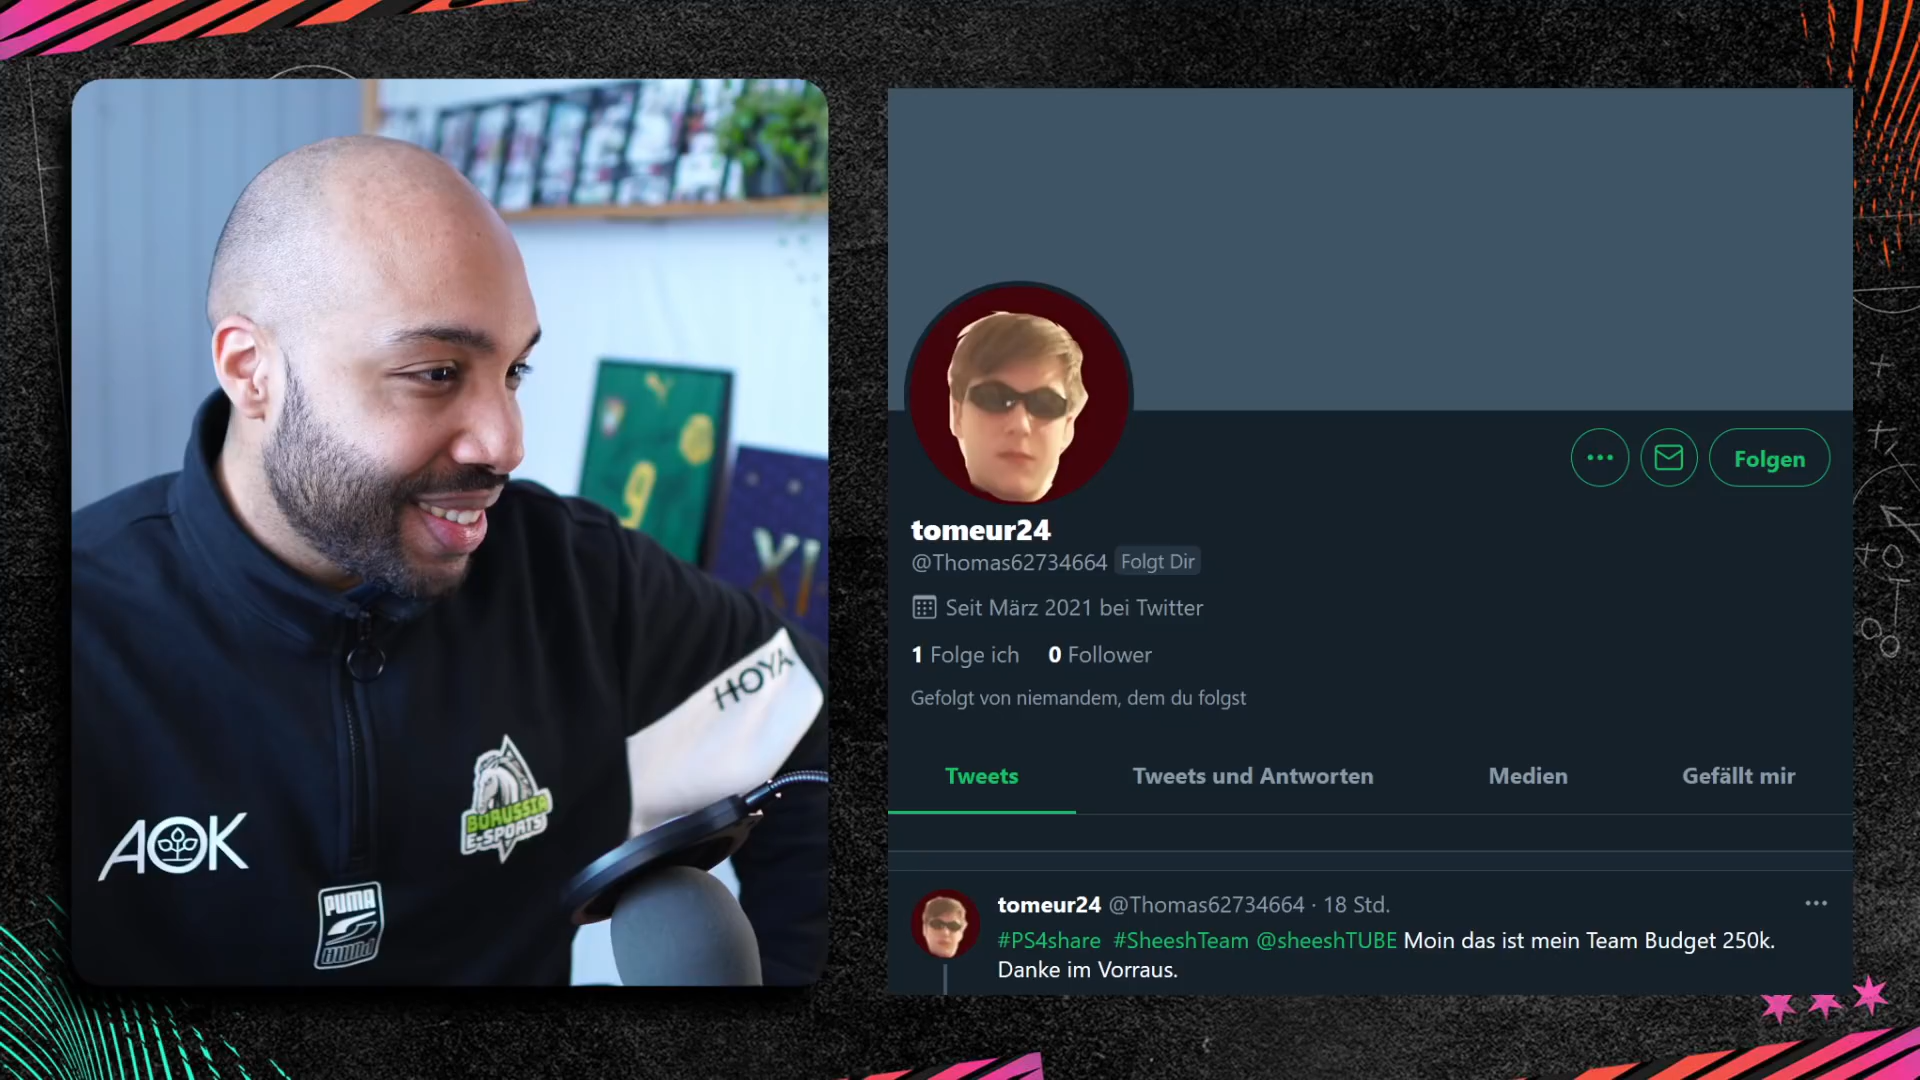 HOYA
BORUSSIA
E-SPORTS
AOK
PUMA
9
XI
Folgen
tomeur24
@Thomas62734664 Folgt Dir
Seit März 2021 bei Twitter
1 Folge ich 0 Follower
Gefolgt von niemandem, dem du folgst
Tweets Tweets und Antworten Medien Gefällt mir
tomeur24 @Thomas62734664 · 18 Std.
#PS4share #SheeshTeam @sheeshTUBE Moin das ist mein Team Budget 250k.
Danke im Vorraus.